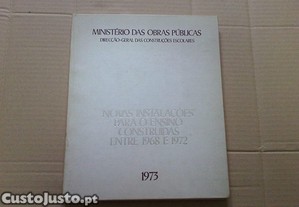 MINISTÉRIO DAS OBRAS PÚBLICAS
DIRECÇÃO-GERAL DAS CONSTRUÇÕES ESCOLARES
NOVAS INSTALAÇÕES
PARA O ENSINO
CONSTRUÍDAS
ENTRE 1968 E 1972
1973
CustoJusto.pt